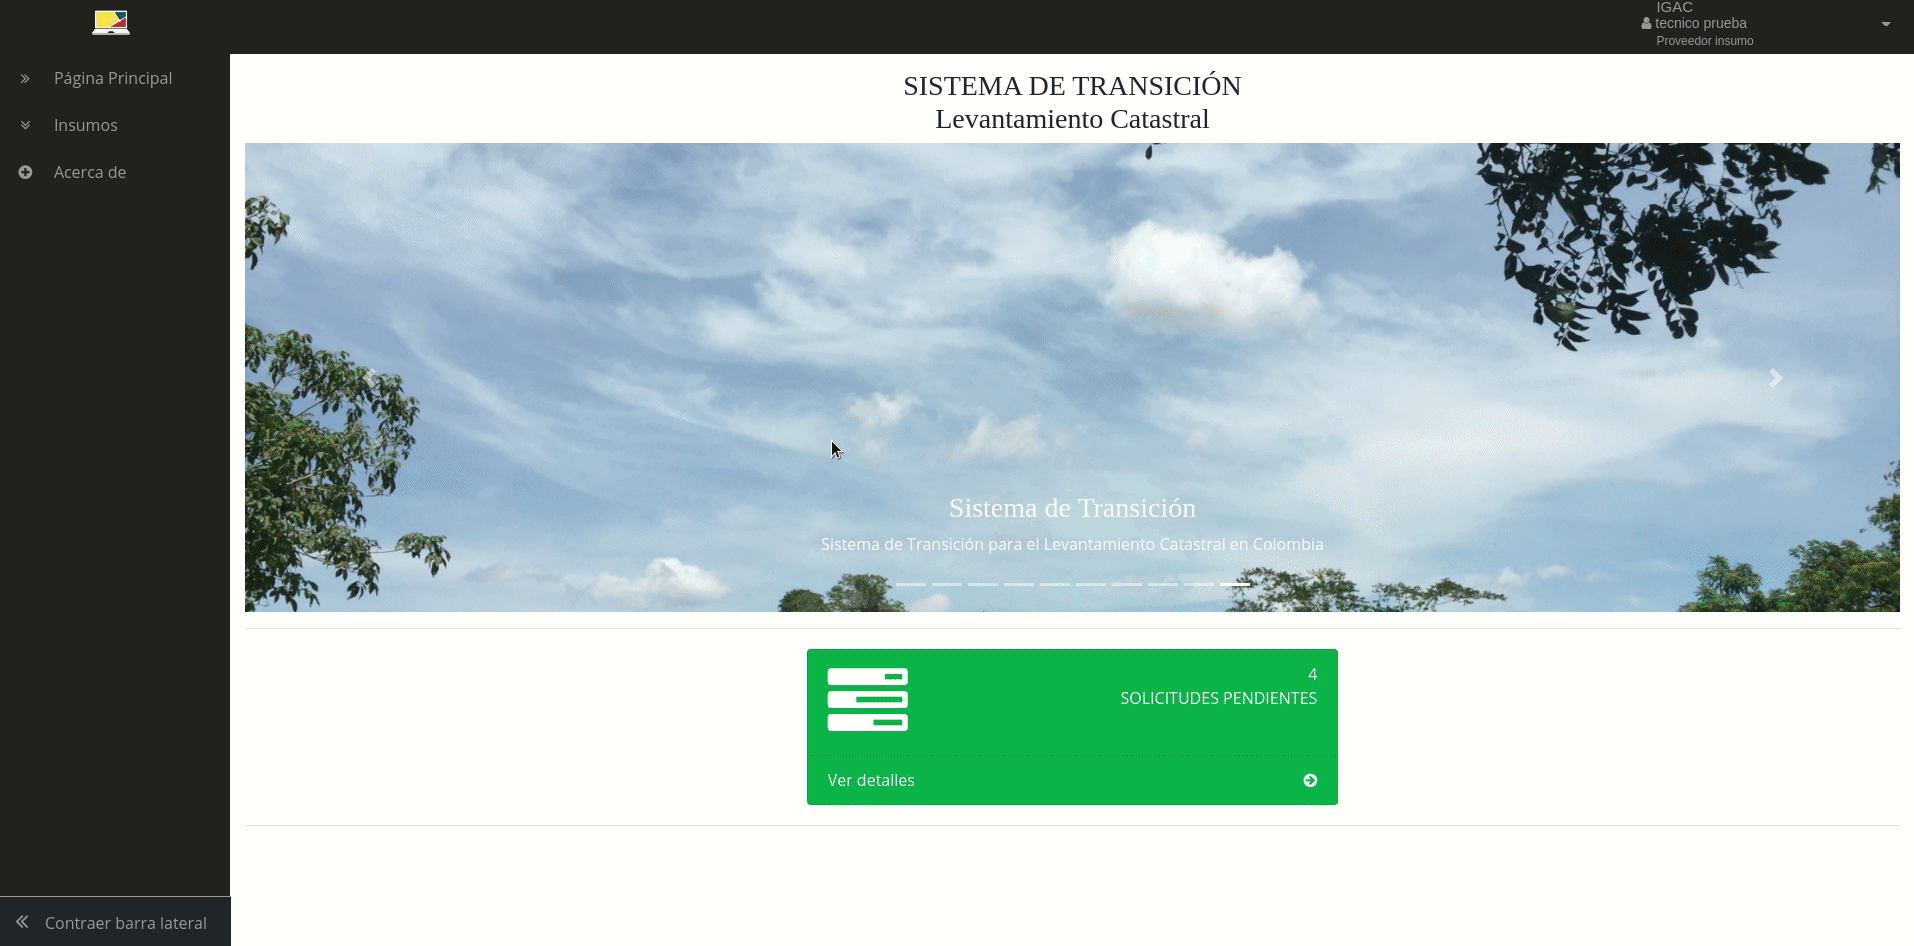 IGAC
tecnico prueba
Proveedor insumo
Página Principal
Insumos
Acerca de
SISTEMA DE TRANSICIÓN
Levantamiento Catastral
Sistema de Transición
Sistema de Transición para el Levantamiento Catastral en Colombia
4
SOLICITUDES PENDIENTES
Ver detalles
Contraer barra lateral